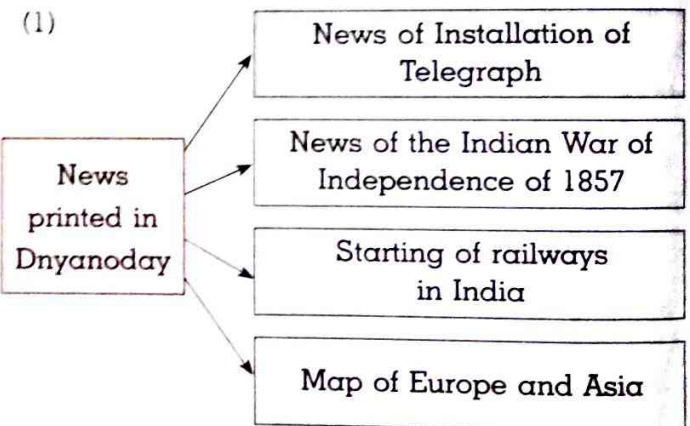 (1)
News of Installation of
Telegraph
News of the Indian War of
Independence of 1857
News
printed in
Dnyanoday
Starting of railways
in India
Map of Europe and Asia